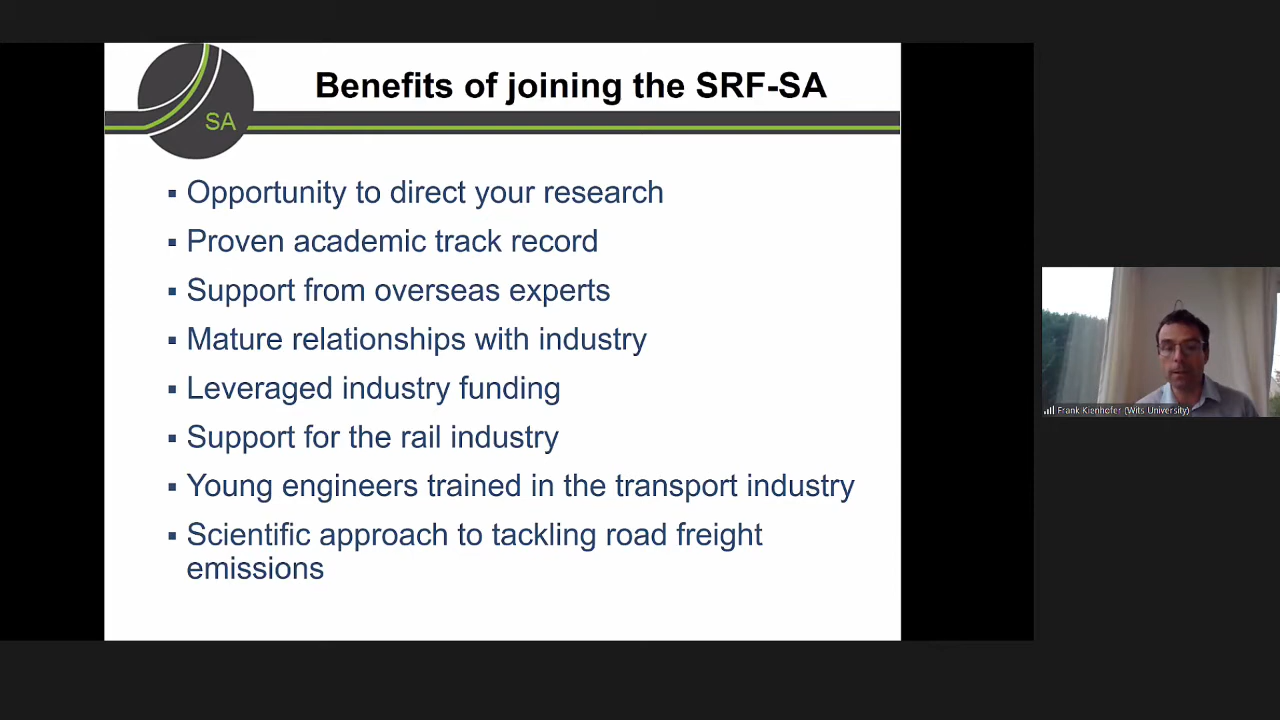 Benefits of joining the SRF-SA
SA
▪ Opportunity to direct your research
▪ Proven academic track record
▪ Support from overseas experts
▪ Mature relationships with industry
▪ Leveraged industry funding
▪ Support for the rail industry
▪ Young engineers trained in the transport industry
▪ Scientific approach to tackling road freight
emissions
Frank Kienhofer (Wits University)